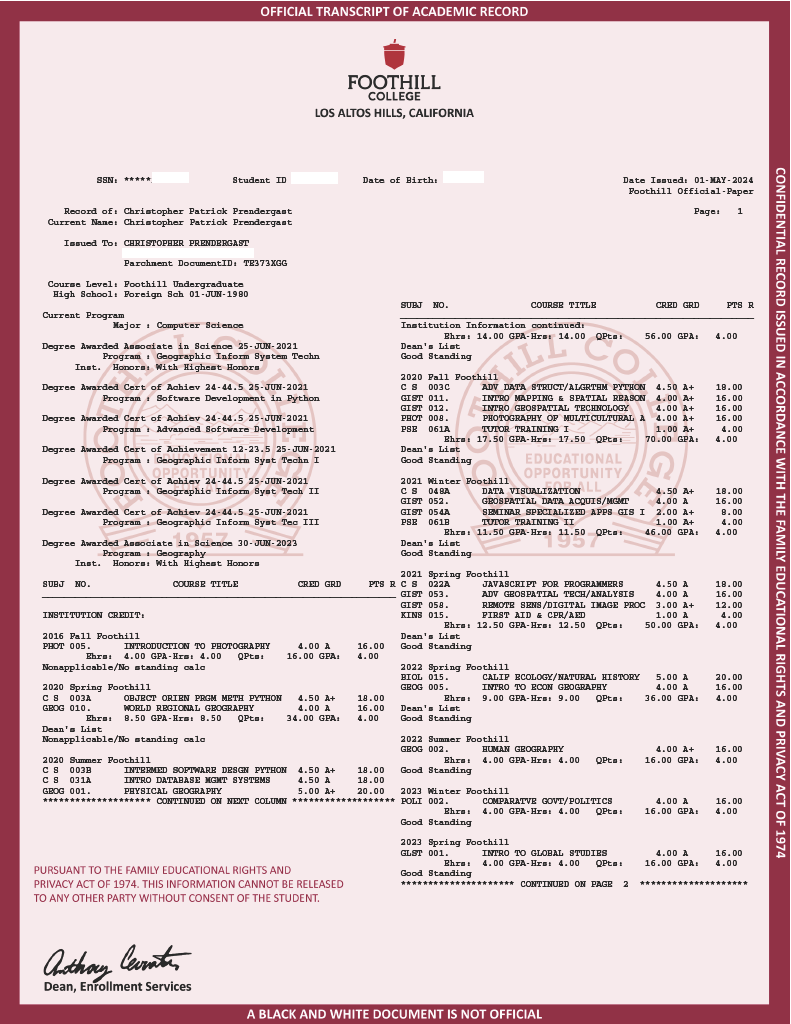 OFFICIAL TRANSCRIPT OF ACADEMIC RECORD
FOOTHILL
COLLEGE
LOS ALTOS HILLS, CALIFORNIA
SSN: ***** Student ID Date of Birth: Date Issued: 01-MAY-2024
Foothill Official-Paper
Page: 1
Record of: Christopher Patrick Prendergast
Current Name: Christopher Patrick Prendergast
Issued To: CHRISTOPHER PRENDERGAST
Parchment DocumentID: TE373XGG
Course Level: Foothill Undergraduate
High School: Foreign Sch 01-JUN-1980
Current Program
Major : Computer Science
Degree Awarded Associate in Science 25-JUN-2021
Program : Geographic Inform System Techn
Inst. Honors: With Highest Honors
Degree Awarded Cert of Achiev 24-44.5 25-JUN-2021
Program : Software Development in Python
Degree Awarded Cert of Achiev 24-44.5 25-JUN-2021
Program : Advanced Software Development
Degree Awarded Cert of Achievement 12-23.5 25-JUN-2021
Program : Geographic Inform Syst Techn I
Degree Awarded Cert of Achiev 24-44.5 25-JUN-2021
Program : Geographic Inform Syst Tech II
Degree Awarded Cert of Achiev 24-44.5 25-JUN-2021
Program : Geographic Inform Syst Tec III
Degree Awarded Associate in Science 30-JUN-2023
Program : Geography
Inst. Honors: With Highest Honors
SUBJ NO. COURSE TITLE CRED GRD PTS R
INSTITUTION CREDIT:
2016 Fall Foothill
PHOT 005. INTRODUCTION TO PHOTOGRAPHY 4.00 A 16.00
Ehrs: 4.00 GPA-Hrs: 4.00 QPts: 16.00 GPA: 4.00
Nonapplicable/No standing calc
2020 Spring Foothill
C S 003A OBJECT ORIEN PRGM METH PYTHON 4.50 A+ 18.00
GEOG 010. WORLD REGIONAL GEOGRAPHY 4.00 A 16.00
Ehrs: 8.50 GPA-Hrs: 8.50 QPts: 34.00 GPA: 4.00
Dean's List
Nonapplicable/No standing calc
2020 Summer Foothill
C S 003B INTERMED SOFTWARE DESGN PYTHON 4.50 A+ 18.00
C S 031A INTRO DATABASE MGMT SYSTEMS 4.50 A 18.00
GEOG 001. PHYSICAL GEOGRAPHY 5.00 A+ 20.00
******************** CONTINUED ON NEXT COLUMN *******************
SUBJ NO. COURSE TITLE CRED GRD PTS R
Institution Information continued:
Ehrs: 14.00 GPA-Hrs: 14.00 QPts: 56.00 GPA: 4.00
Dean's List
Good Standing
2020 Fall Foothill
C S 003C ADV DATA STRUCT/ALGRTHM PYTHON 4.50 A+ 18.00
GIST 011. INTRO MAPPING & SPATIAL REASON 4.00 A+ 16.00
GIST 012. INTRO GEOSPATIAL TECHNOLOGY 4.00 A+ 16.00
PHOT 008. PHOTOGRAPHY OF MULTICULTURAL A 4.00 A+ 16.00
PSE 061A TUTOR TRAINING I 1.00 A+ 4.00
Ehrs: 17.50 GPA-Hrs: 17.50 QPts: 70.00 GPA: 4.00
Dean's List
Good Standing
2021 Winter Foothill
C S 048A DATA VISUALIZATION 4.50 A+ 18.00
GIST 052. GEOSPATIAL DATA ACQUIS/MGMT 4.00 A 16.00
GIST 054A SEMINAR SPECIALIZED APPS GIS I 2.00 A+ 8.00
PSE 061B TUTOR TRAINING II 1.00 A+ 4.00
Ehrs: 11.50 GPA-Hrs: 11.50 QPts: 46.00 GPA: 4.00
Dean's List
Good Standing
2021 Spring Foothill
C S 022A JAVASCRIPT FOR PROGRAMMERS 4.50 A 18.00
GIST 053. ADV GEOSPATIAL TECH/ANALYSIS 4.00 A 16.00
GIST 058. REMOTE SENS/DIGITAL IMAGE PROC 3.00 A+ 12.00
KINS 015. FIRST AID & CPR/AED 1.00 A 4.00
Ehrs: 12.50 GPA-Hrs: 12.50 QPts: 50.00 GPA: 4.00
Dean's List
Good Standing
2022 Spring Foothill
BIOL 015. CALIF ECOLOGY/NATURAL HISTORY 5.00 A 20.00
GEOG 005. INTRO TO ECON GEOGRAPHY 4.00 A 16.00
Ehrs: 9.00 GPA-Hrs: 9.00 QPts: 36.00 GPA: 4.00
Dean's List
Good Standing
2022 Summer Foothill
GEOG 002. HUMAN GEOGRAPHY 4.00 A+ 16.00
Ehrs: 4.00 GPA-Hrs: 4.00 QPts: 16.00 GPA: 4.00
Good Standing
2023 Winter Foothill
POLI 002. COMPARATVE GOVT/POLITICS 4.00 A 16.00
Ehrs: 4.00 GPA-Hrs: 4.00 QPts: 16.00 GPA: 4.00
Good Standing
2023 Spring Foothill
GLST 001. INTRO TO GLOBAL STUDIES 4.00 A 16.00
Ehrs: 4.00 GPA-Hrs: 4.00 QPts: 16.00 GPA: 4.00
Good Standing
********************* CONTINUED ON PAGE 2 ********************
FOOTHILL COLLEGE
EDUCATIONAL
OPPORTUNITY
FOR ALL
1957
FOOTHILL COLLEGE
EDUCATIONAL
OPPORTUNITY
FOR ALL
1957
PURSUANT TO THE FAMILY EDUCATIONAL RIGHTS AND
PRIVACY ACT OF 1974. THIS INFORMATION CANNOT BE RELEASED
TO ANY OTHER PARTY WITHOUT CONSENT OF THE STUDENT.
Dean, Enrollment Services
A BLACK AND WHITE DOCUMENT IS NOT OFFICIAL
CONFIDENTIAL RECORD ISSUED IN ACCORDANCE WITH THE FAMILY EDUCATIONAL RIGHTS AND PRIVACY ACT OF 1974